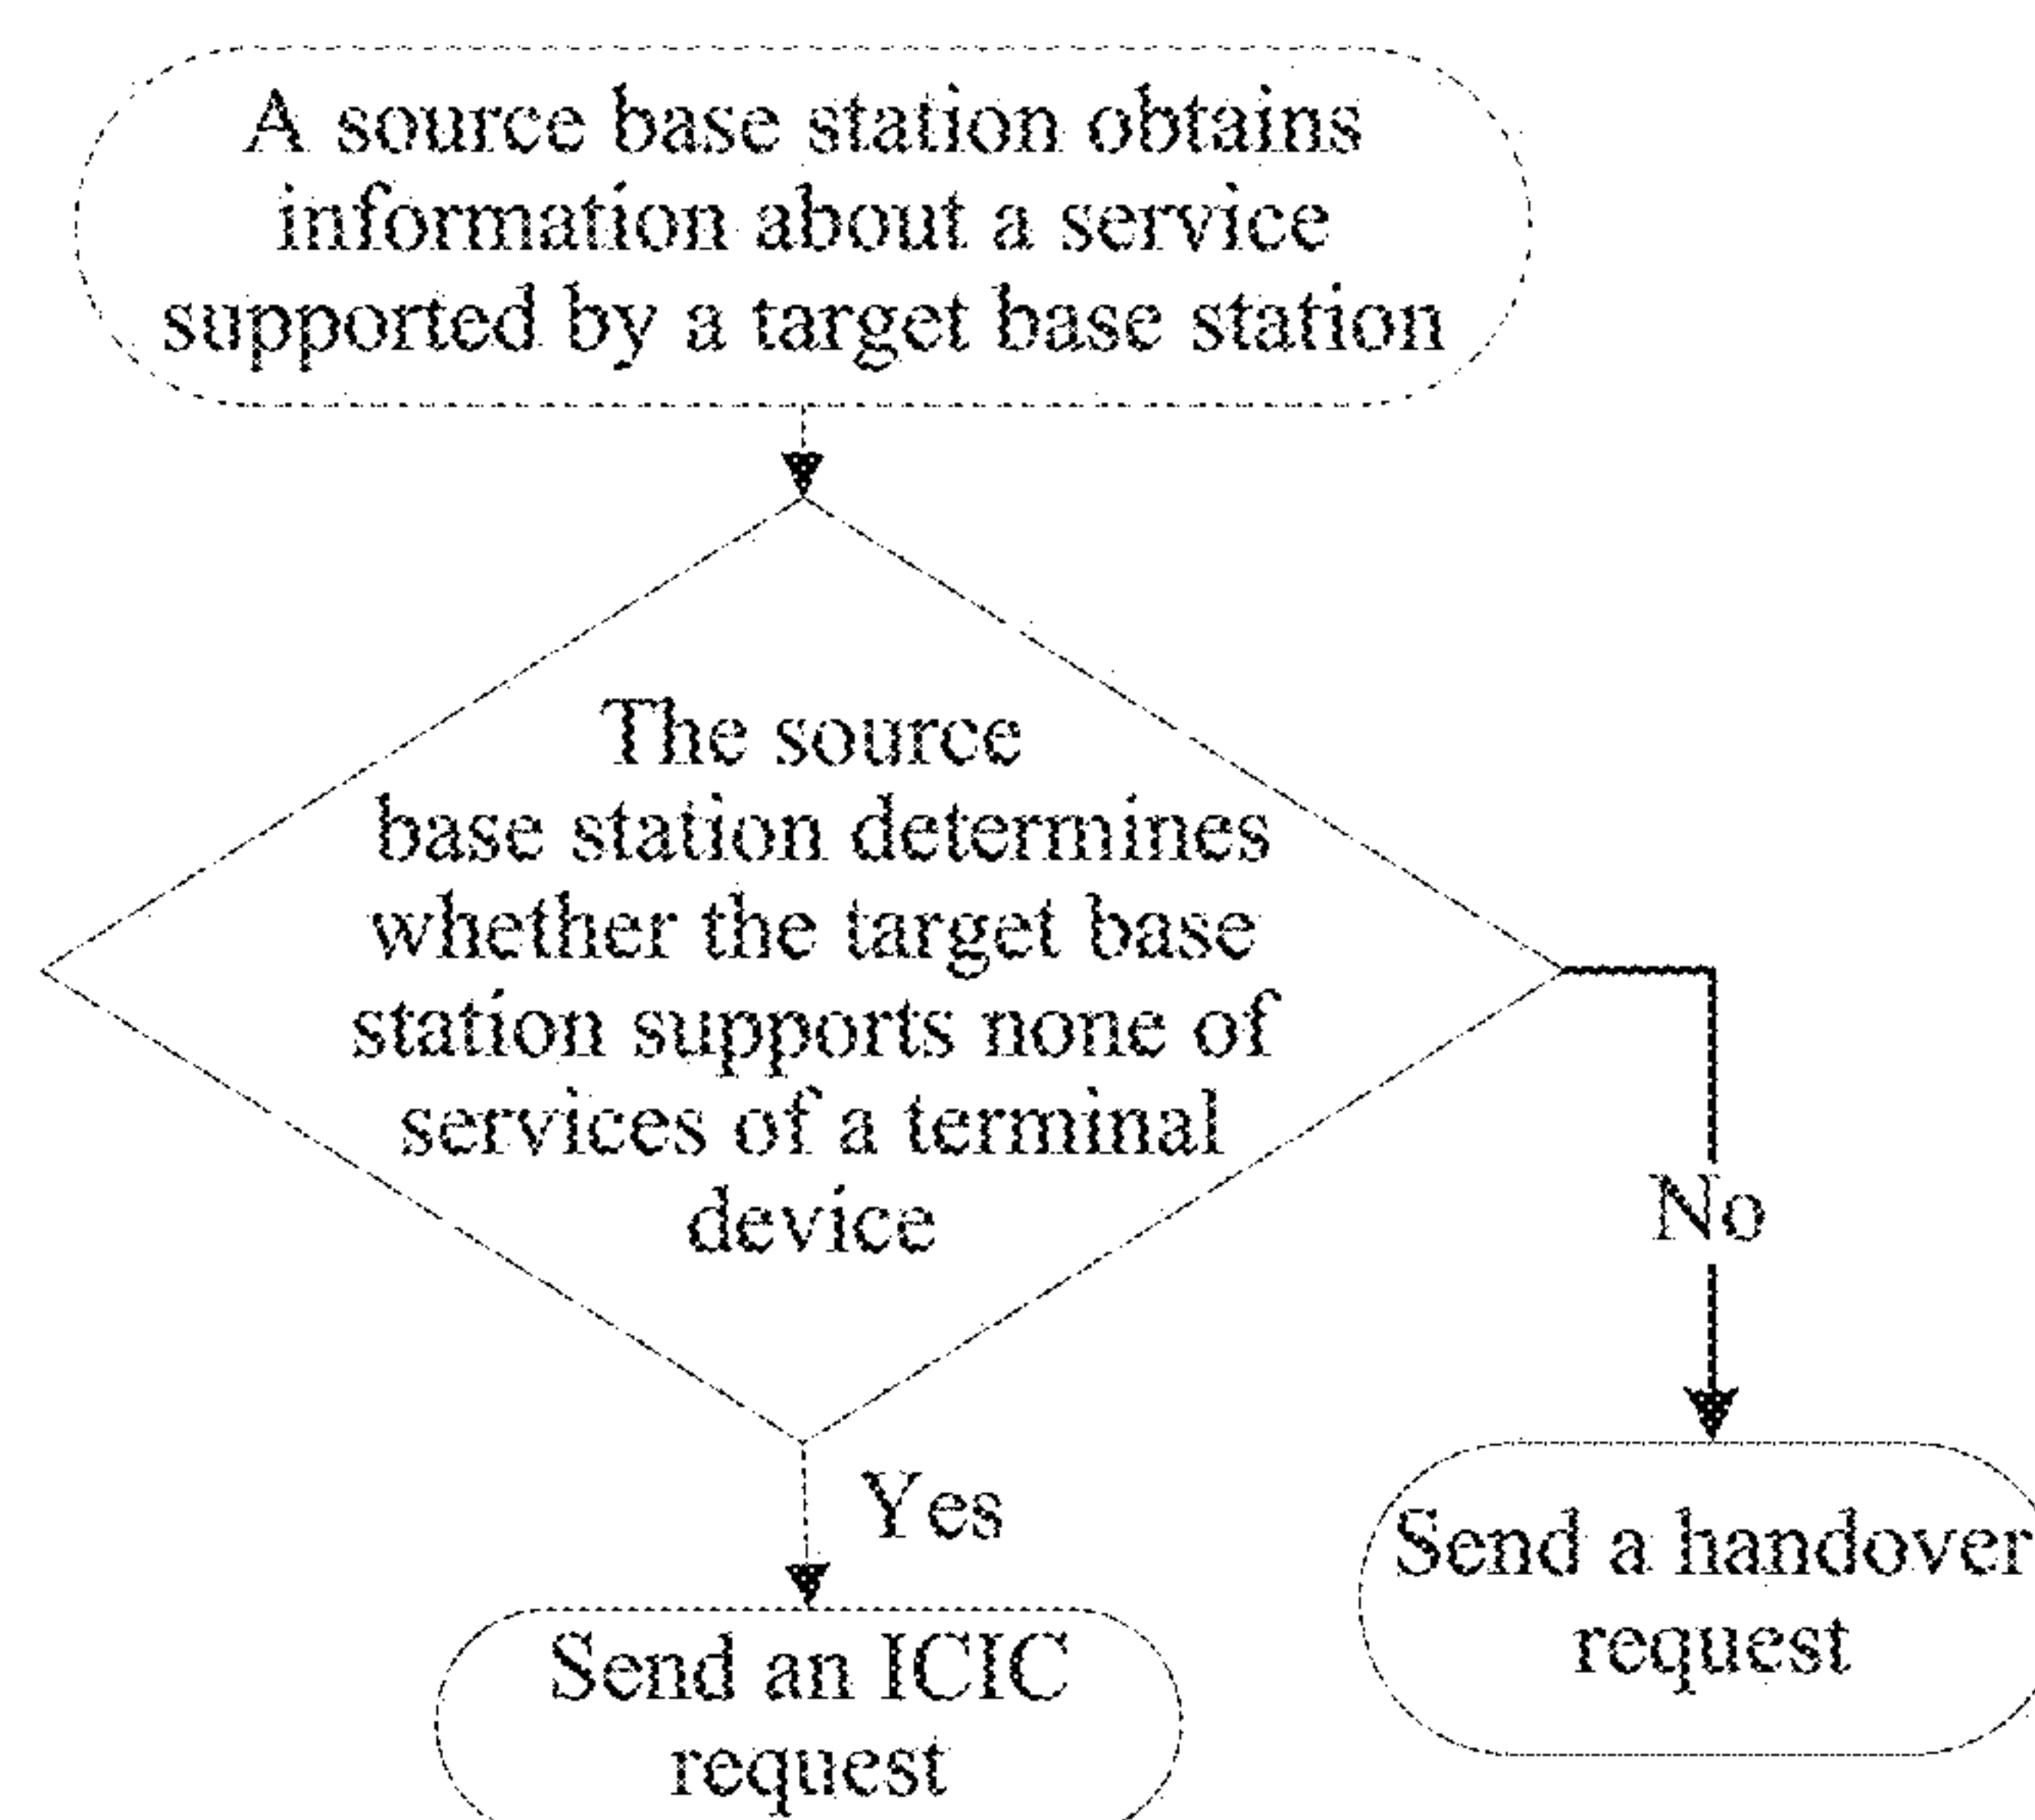 A source base station obtains
information about a service
supported by a target base station
The source
base station determines
whether the target base
station supports none of
services of a terminal
device
No
Yes
Send a handover
request
Send an ICIC
request